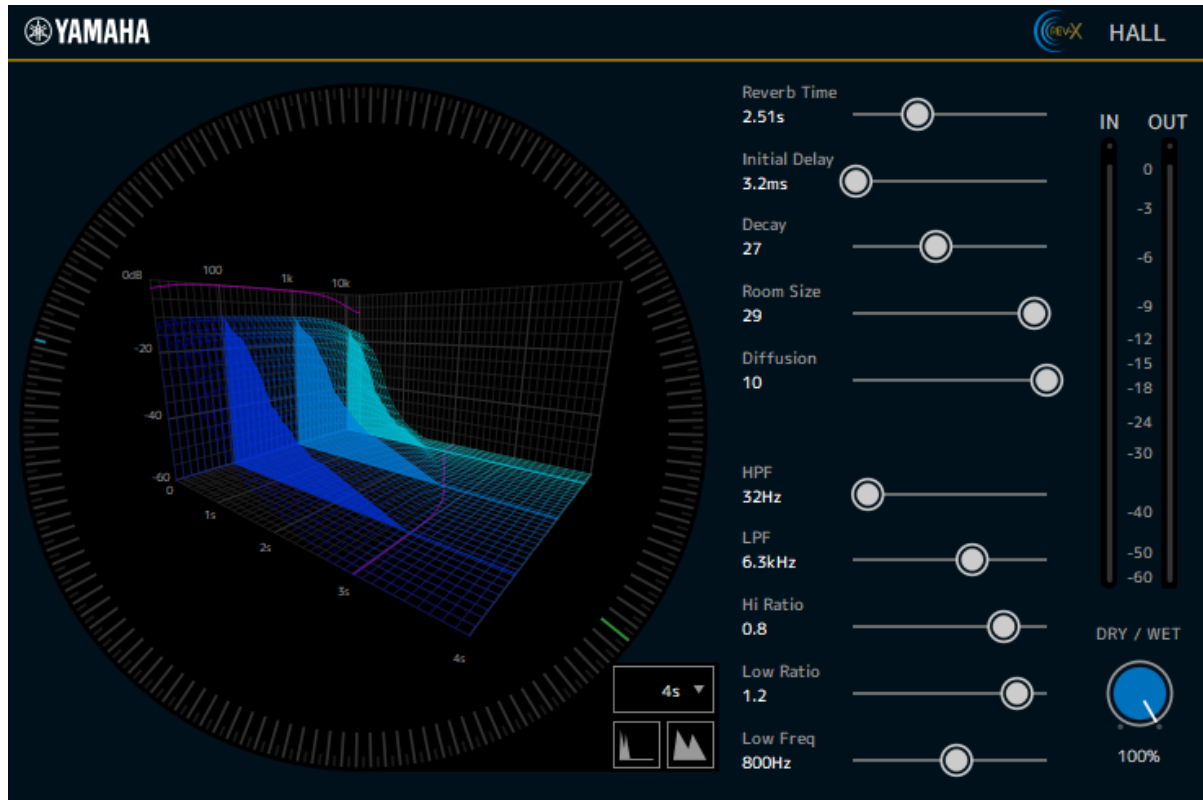 YAMAHA
REV-X HALL
Reverb Time
2.51s
Initial Delay
3.2ms
Decay
27
Room Size
29
Diffusion
10
HPF
32Hz
LPF
6.3kHz
Hi Ratio
0.8
Low Ratio
1.2
Low Freq
800Hz
IN OUT
0
-3
-6
-9
-12
-15
-18
-24
-30
-40
-50
-60
DRY / WET
100%
0dB 100 1k 10k
-20
-40
-60
0
1s
2s
3s
4s
4s